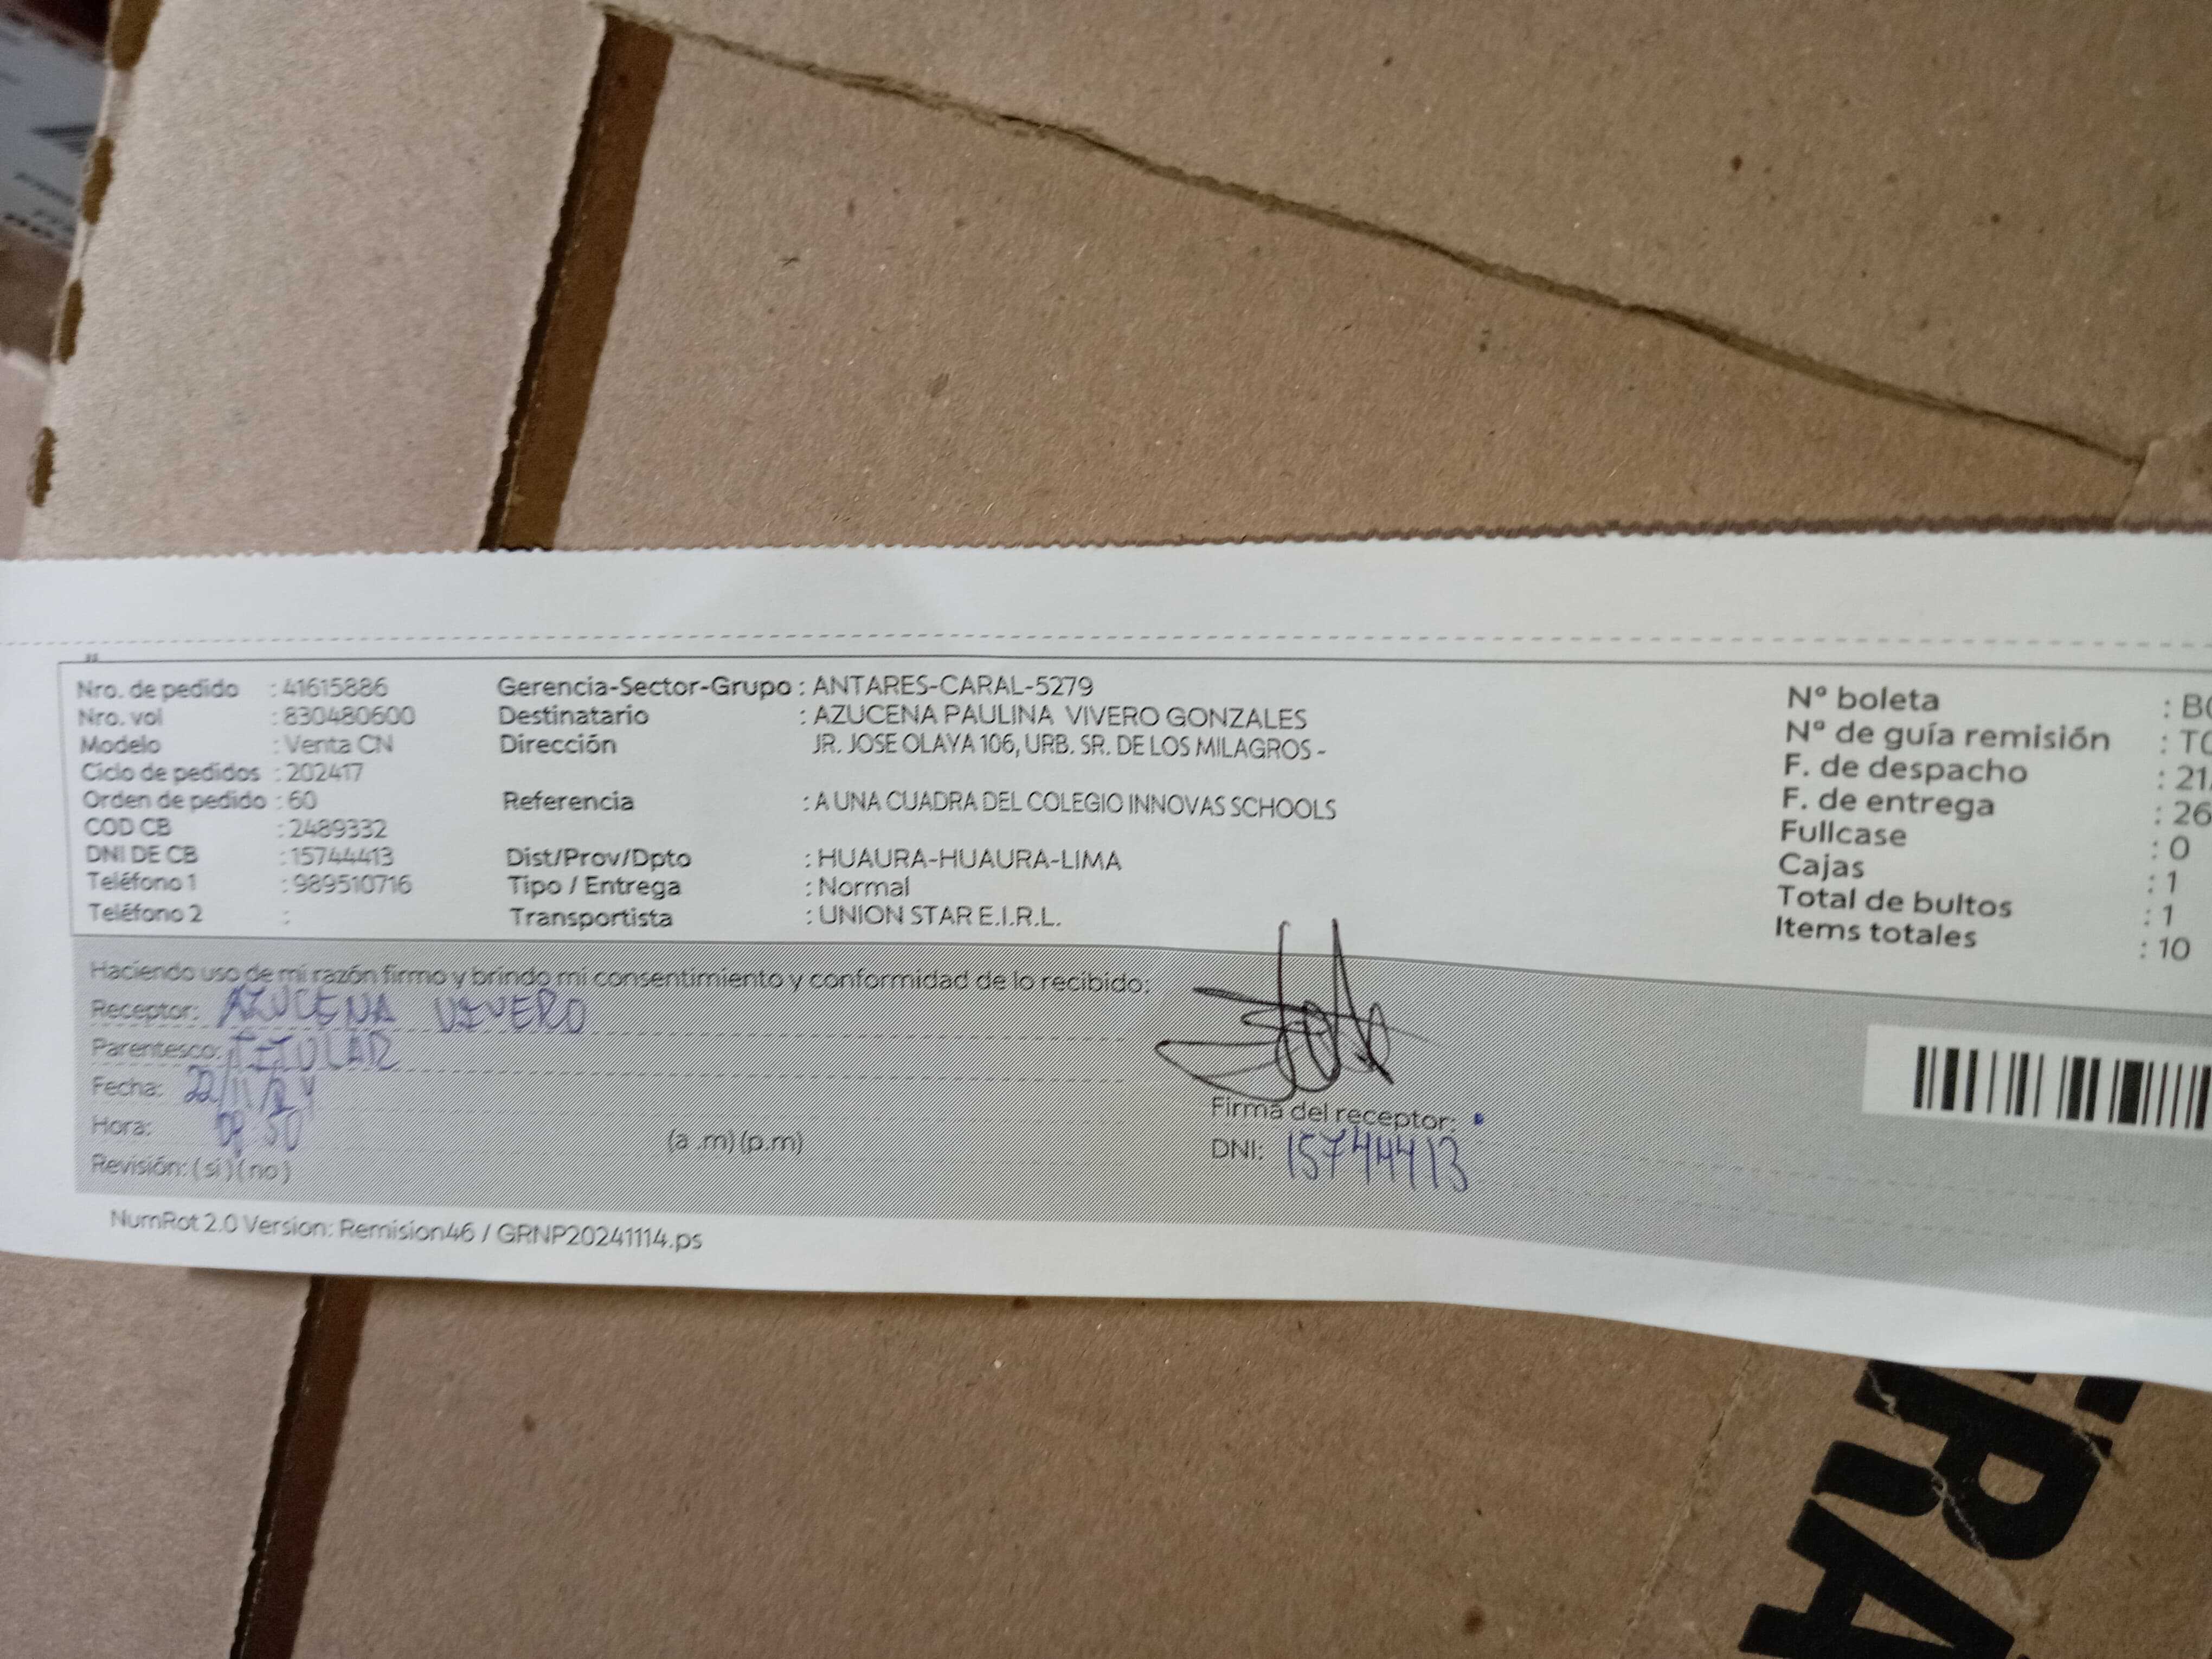 Nro. de pedido : 41615886
Nro. vol : 830480600
Modelo : Venta CN
Ciclo de pedidos : 202417
Orden de pedido : 60
COD CB : 2489332
DNI DE CB : 15744413
Teléfono 1 : 989510716
Teléfono 2 :
Gerencia-Sector-Grupo : ANTARES-CARAL-5279
Destinatario : AZUCENA PAULINA VIVERO GONZALES
Dirección JR. JOSE OLAYA 106, URB. SR. DE LOS MILAGROS -
Referencia : A UNA CUADRA DEL COLEGIO INNOVAS SCHOOLS
Dist/Prov/Dpto : HUAURA-HUAURA-LIMA
Tipo / Entrega : Normal
Transportista : UNION STAR E.I.R.L.
Nº boleta : B
Nº de guía remisión : T
F. de despacho : 21
F. de entrega : 26
Fullcase : 0
Cajas : 1
Total de bultos : 1
Items totales : 10
Haciendo uso de mi razón firmo y brindo mi consentimiento y conformidad de lo recibido:
Receptor: AZUCENA VIVERO
Parentesco: TITULAR
Fecha: 22/11/24
Hora: (a .m) (p.m)
Revisión: (si) (no)
Firma del receptor:
DNI: 15744413
NumRot 2.0 Version: Remision46 / GRNP20241114.ps